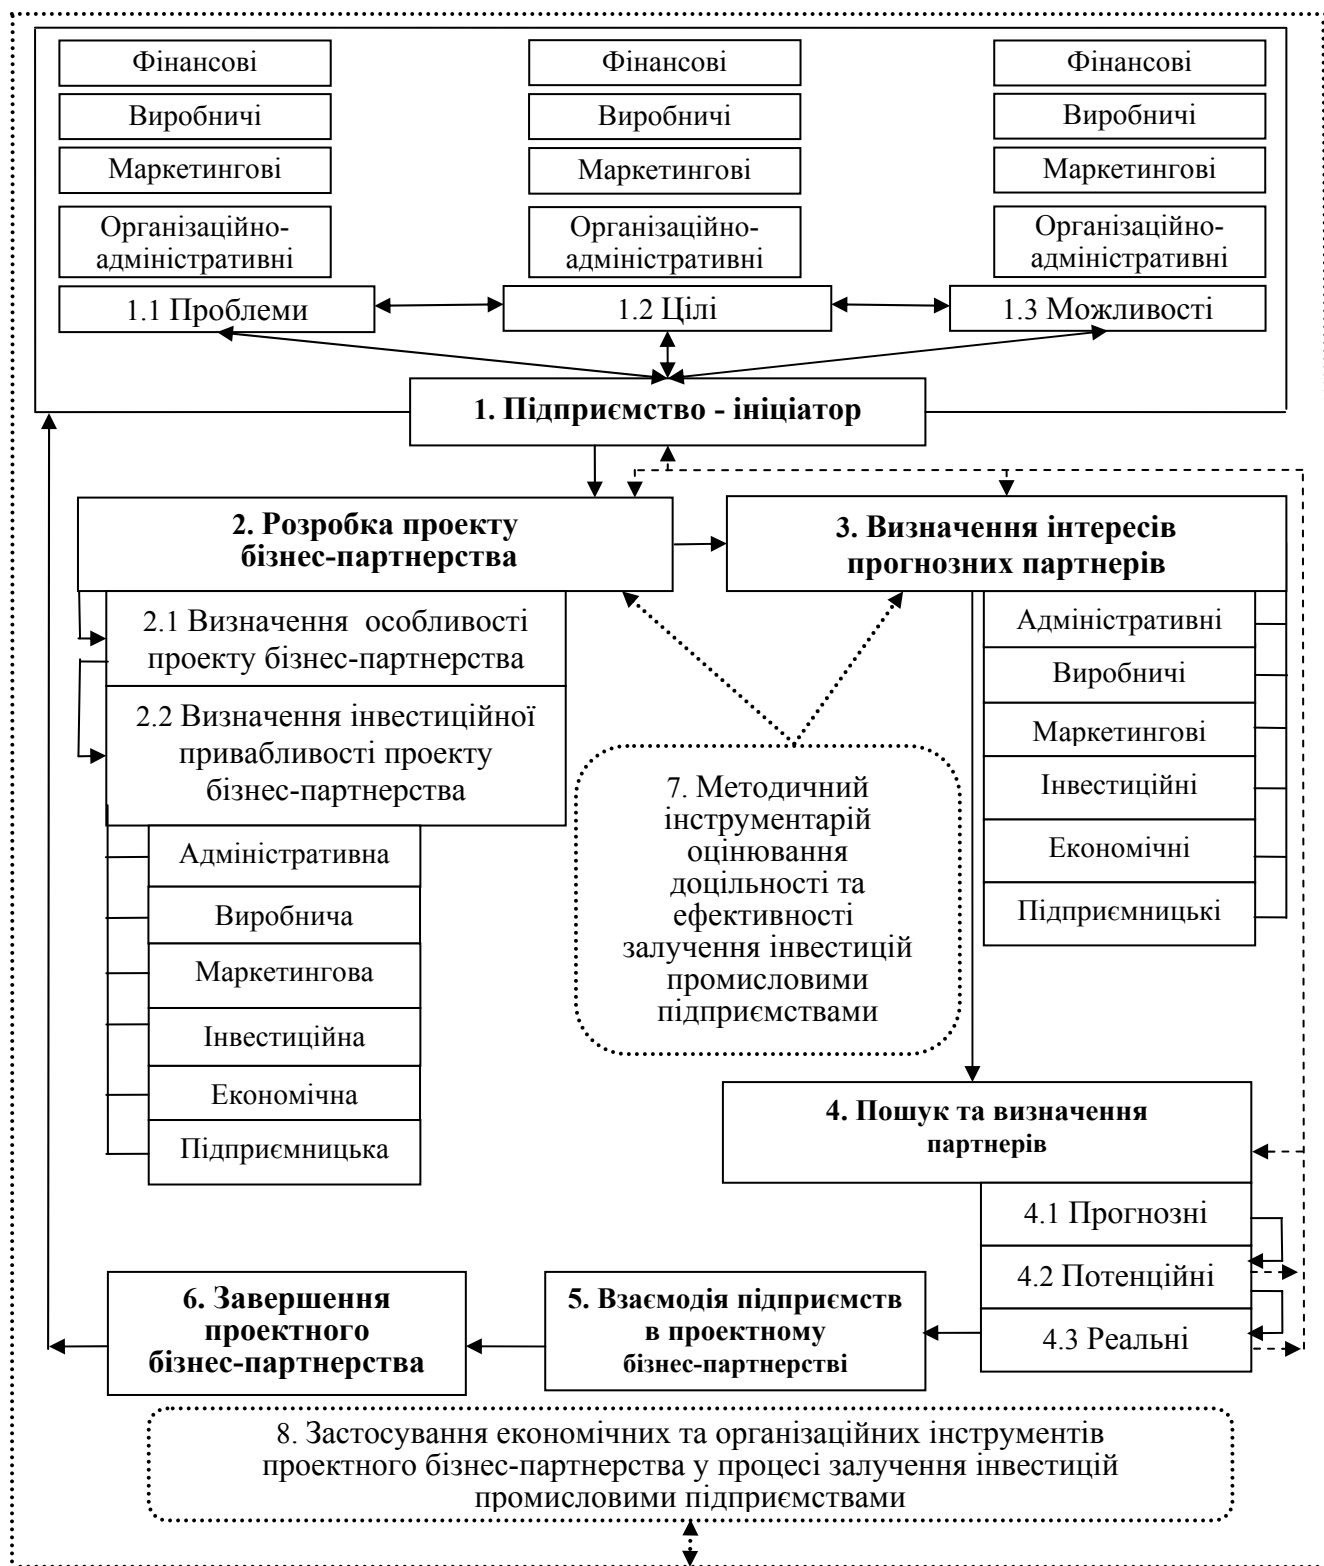 Фінансові
Виробничі
Маркетингові
Організаційно-
адміністративні
1.1 Проблеми
Фінансові
Виробничі
Маркетингові
Організаційно-
адміністративні
1.2 Цілі
Фінансові
Виробничі
Маркетингові
Організаційно-
адміністративні
1.3 Можливості
1. Підприємство - ініціатор
2. Розробка проекту
бізнес-партнерства
2.1 Визначення особливості
проекту бізнес-партнерства
2.2 Визначення інвестиційної
привабливості проекту
бізнес-партнерства
Адміністративна
Виробнича
Маркетингова
Інвестиційна
Економічна
Підприємницька
3. Визначення інтересів
прогнозних партнерів
Адміністративні
Виробничі
Маркетингові
Інвестиційні
Економічні
Підприємницькі
7. Методичний
інструментарій
оцінювання
доцільності та
ефективності
залучення інвестицій
промисловими
підприємствами
4. Пошук та визначення
партнерів
4.1 Прогнозні
4.2 Потенційні
4.3 Реальні
5. Взаємодія підприємств
в проектному
бізнес-партнерстві
6. Завершення
проектного
бізнес-партнерства
8. Застосування економічних та організаційних інструментів
проектного бізнес-партнерства у процесі залучення інвестицій
промисловими підприємствами